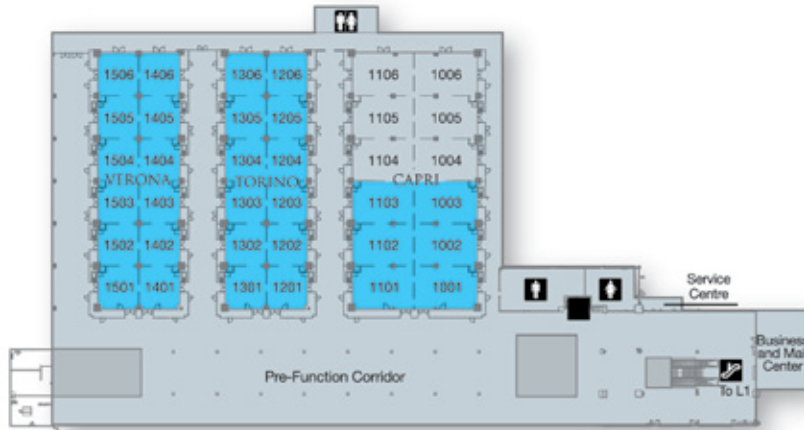 1506 1406 1306 1206 1106 1006
1505 1405 1305 1205 1105 1005
1504 1404 1304 1204 1104 1004
VERONA TORINO CAPRI
1503 1403 1303 1203 1103 1003
1502 1402 1302 1202 1102 1002
1501 1401 1301 1201 1101 1001
Service
Centre
Business
and Mai
Center
Pre-Function Corridor
To L1